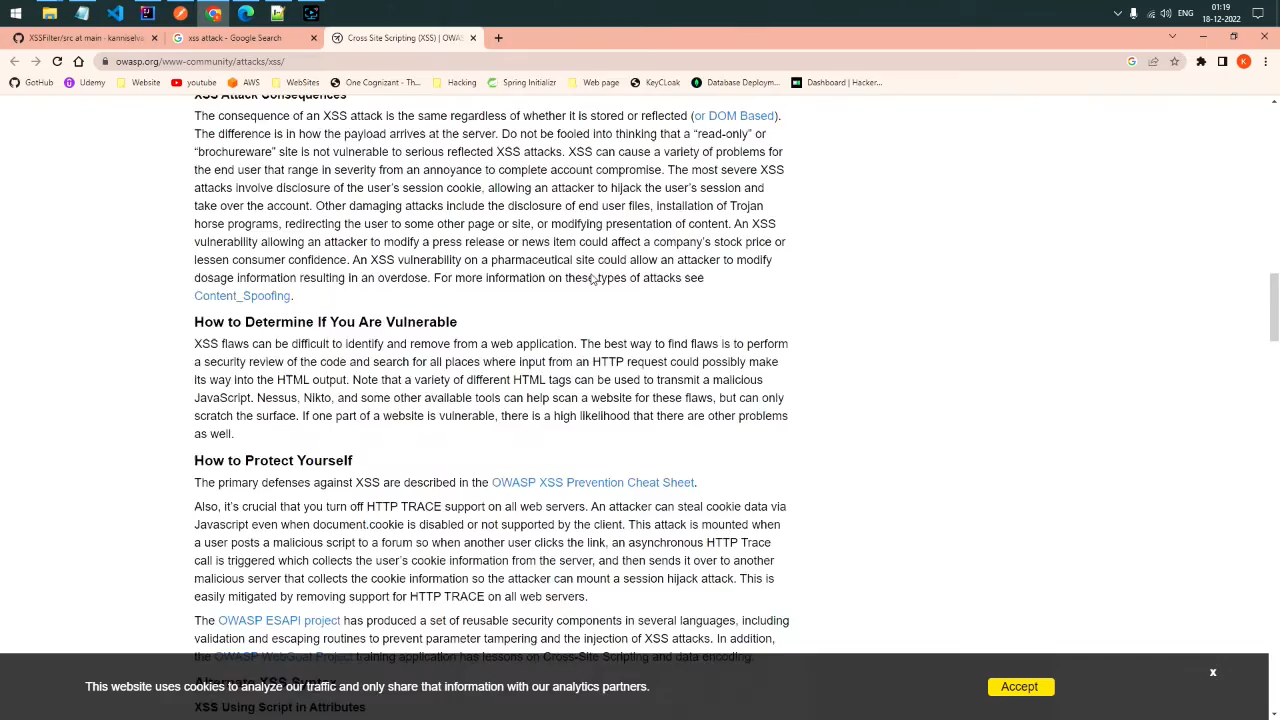 ENG
01:19
18-12-2022
XSSFilter/src at main · kanniselva
xss attack - Google Search
Cross Site Scripting (XSS) | OWAS
owasp.org/www-community/attacks/xss/
K
GotHub
Udemy
Website
youtube
AWS
WebSites
One Cognizant - Th...
Hacking
Spring Initializr
Web page
KeyCLoak
Database Deploym...
Dashboard | Hacker...
XSS Attack Consequences
The consequence of an XSS attack is the same regardless of whether it is stored or reflected (or DOM Based).
The difference is in how the payload arrives at the server. Do not be fooled into thinking that a “read-only” or
“brochureware” site is not vulnerable to serious reflected XSS attacks. XSS can cause a variety of problems for
the end user that range in severity from an annoyance to complete account compromise. The most severe XSS
attacks involve disclosure of the user’s session cookie, allowing an attacker to hijack the user’s session and
take over the account. Other damaging attacks include the disclosure of end user files, installation of Trojan
horse programs, redirecting the user to some other page or site, or modifying presentation of content. An XSS
vulnerability allowing an attacker to modify a press release or news item could affect a company’s stock price or
lessen consumer confidence. An XSS vulnerability on a pharmaceutical site could allow an attacker to modify
dosage information resulting in an overdose. For more information on these types of attacks see
Content_Spoofing.
How to Determine If You Are Vulnerable
XSS flaws can be difficult to identify and remove from a web application. The best way to find flaws is to perform
a security review of the code and search for all places where input from an HTTP request could possibly make
its way into the HTML output. Note that a variety of different HTML tags can be used to transmit a malicious
JavaScript. Nessus, Nikto, and some other available tools can help scan a website for these flaws, but can only
scratch the surface. If one part of a website is vulnerable, there is a high likelihood that there are other problems
as well.
How to Protect Yourself
The primary defenses against XSS are described in the OWASP XSS Prevention Cheat Sheet.
Also, it’s crucial that you turn off HTTP TRACE support on all web servers. An attacker can steal cookie data via
Javascript even when document.cookie is disabled or not supported by the client. This attack is mounted when
a user posts a malicious script to a forum so when another user clicks the link, an asynchronous HTTP Trace
call is triggered which collects the user’s cookie information from the server, and then sends it over to another
malicious server that collects the cookie information so the attacker can mount a session hijack attack. This is
easily mitigated by removing support for HTTP TRACE on all web servers.
The OWASP ESAPI project has produced a set of reusable security components in several languages, including
validation and escaping routines to prevent parameter tampering and the injection of XSS attacks. In addition,
the OWASP WebGoat Project training application has lessons on Cross-Site Scripting and data encoding.
Alternate XSS Syntax
This website uses cookies to analyze our traffic and only share that information with our analytics partners.
Accept
x
XSS Using Script in Attributes